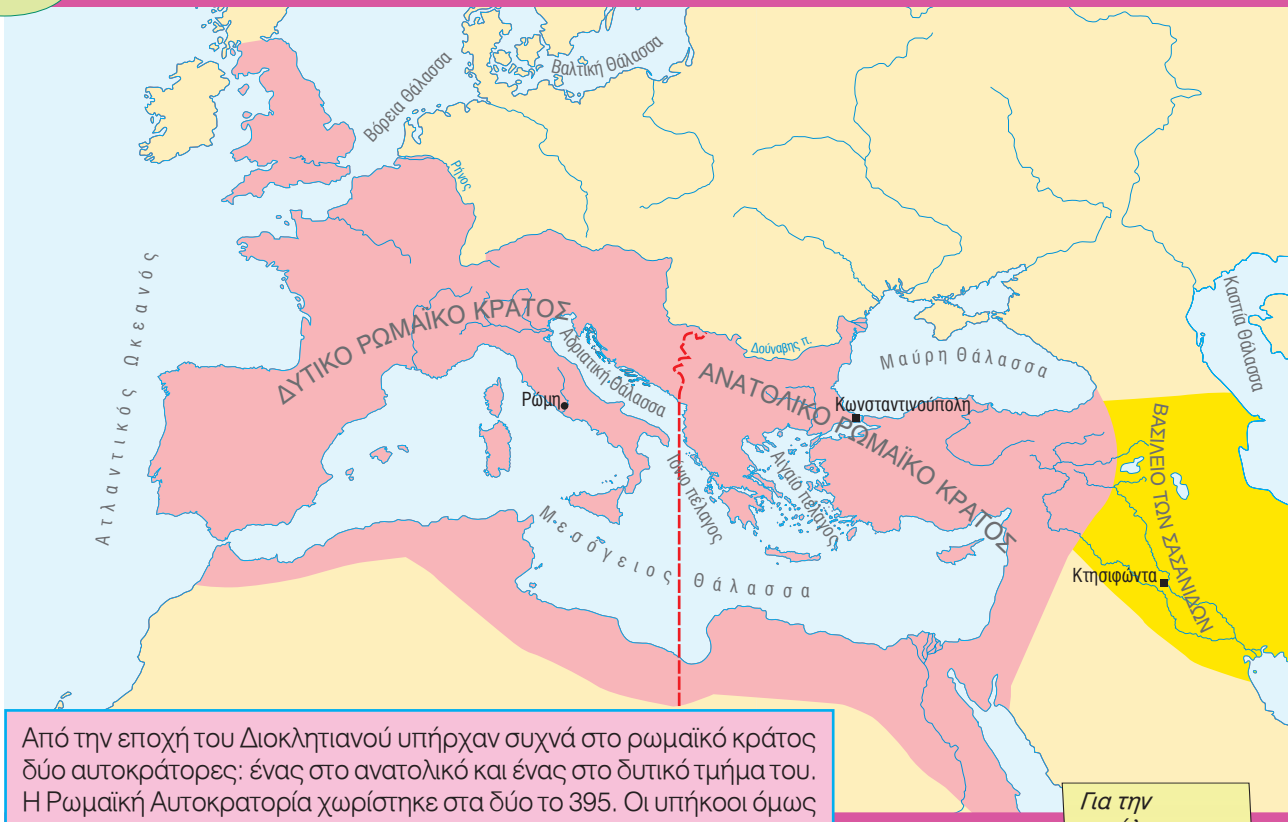 Βαλτική Θάλασσα
Βόρεια Θάλασσα
Ρήνος
Ατλαντικός Ωκεανός
Κασπία Θάλασσα
ΔΥΤΙΚΟ ΡΩΜΑΪΚΟ ΚΡΑΤΟΣ
Αδριατική Θάλασσα
Δούναβης π.
Μαύρη Θάλασσα
ΑΝΑΤΟΛΙΚΟ ΡΩΜΑΪΚΟ ΚΡΑΤΟΣ
Ρώμη
Κωνσταντινούπολη
ΒΑΣΙΛΕΙΟ ΤΩΝ ΣΑΣΑΝΙΔΩΝ
Ιόνιο πέλαγος
Αιγαίο πέλαγος
Μεσόγειος Θάλασσα
Κτησιφώντα
Από την εποχή του Διοκλητιανού υπήρχαν συχνά στο ρωμαϊκό κράτος
δύο αυτοκράτορες: ένας στο ανατολικό και ένας στο δυτικό τμήμα του.
Η Ρωμαϊκή Αυτοκρατορία χωρίστηκε στα δύο το 395. Οι υπήκοοι όμως
Για την